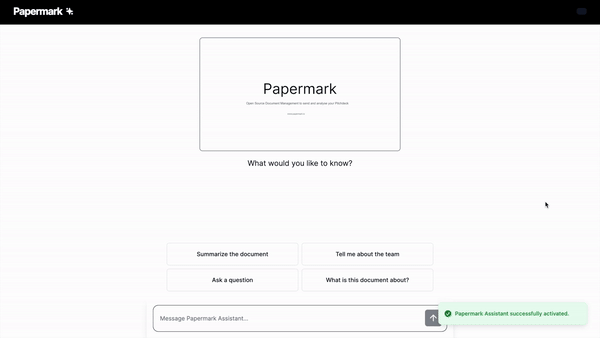 Papermark
Papermark
Open Source Document Management to send and analyze your Pitchdeck
What would you like to know?
Summarize the document
Tell me about the team
Ask a question
What is this document about?
Message Papermark Assistant...
Papermark Assistant successfully activated.